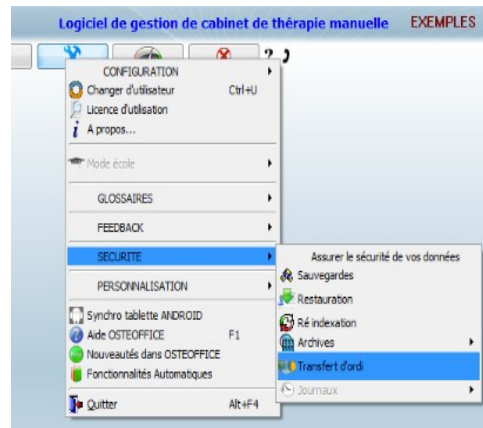 Logiciel de gestion de cabinet de thérapie manuelle EXEMPLES
?
CONFIGURATION
Changer d'utilisateur Ctrl+U
Licence d'utilisation
A propos...
Mode école
GLOSSAIRES
FEEDBACK
SECURITE
PERSONNALISATION
Synchro tablette ANDROID
Aide OSTEOFFICE F1
Nouveautés dans OSTEOFFICE
Fonctionnalités Automatiques
Quitter Alt+F4
Assurer le sécurité de vos données
Sauvegardes
Restauration
Ré indexation
Archives
Transfert d'ordi
Journaux